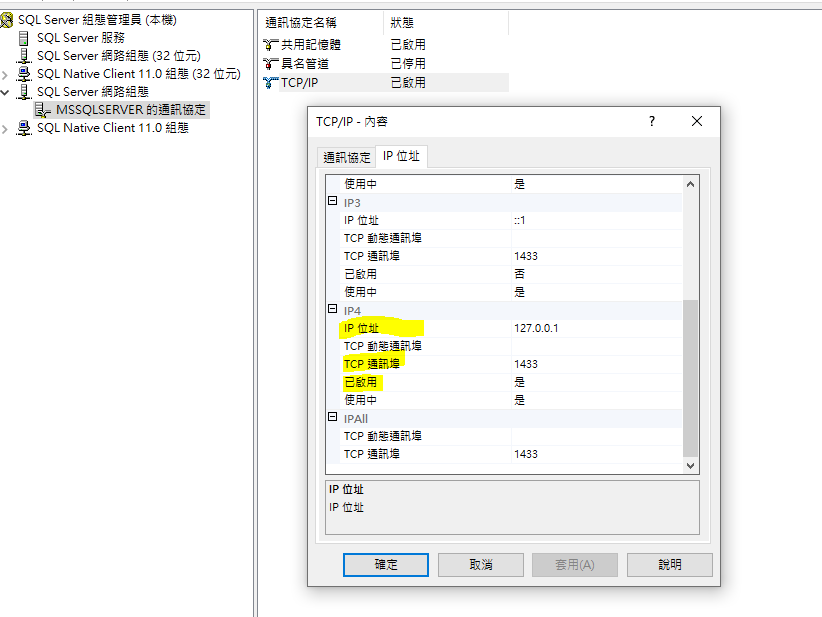 SQL Server 組態管理員 (本機)
SQL Server 服務
SQL Server 網路組態 (32 位元)
SQL Native Client 11.0 組態 (32 位元)
SQL Server 網路組態
MSSQLSERVER 的通訊協定
SQL Native Client 11.0 組態
通訊協定名稱 狀態
共用記憶體 已啟用
具名管道 已停用
TCP/IP 已啟用
TCP/IP - 內容 ?
通訊協定 IP 位址
使用中 是
IP3
IP 位址 ::1
TCP 動態通訊埠
TCP 通訊埠 1433
已啟用 否
使用中 是
IP4
IP 位址 127.0.0.1
TCP 動態通訊埠
TCP 通訊埠 1433
已啟用 是
使用中 是
IPAll
TCP 動態通訊埠
TCP 通訊埠 1433
IP 位址
IP 位址
確定 取消 套用(A) 說明